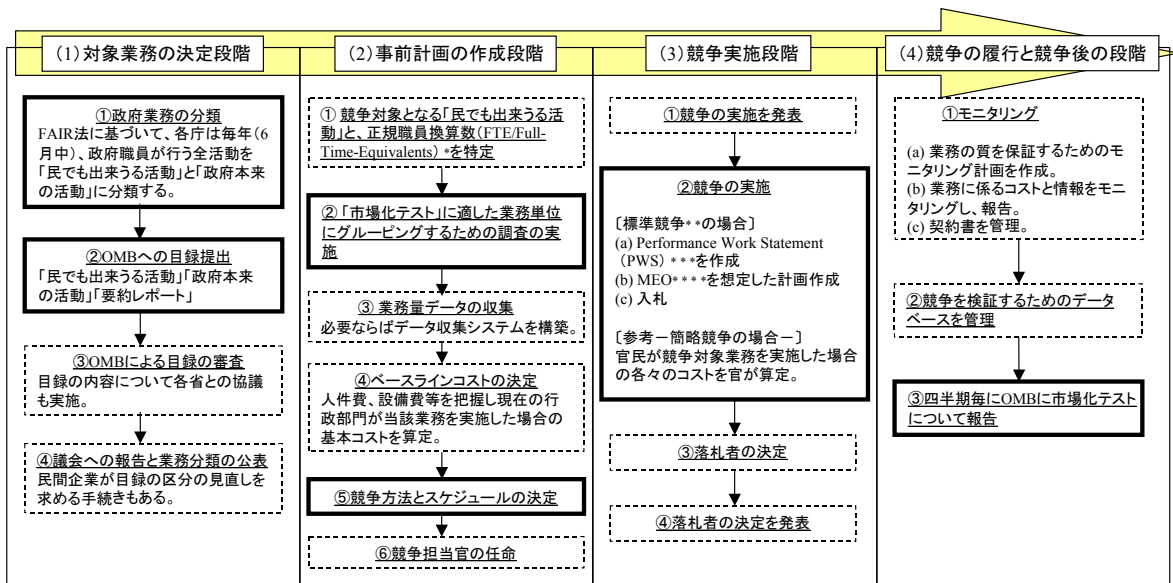 (1)対象業務の決定段階
①政府業務の分類
FAIR法に基づいて、各庁は毎年(6
月中)、政府職員が行う全活動を
「民でも出来うる活動」と「政府本来
の活動」に分類する。
②OMBへの目録提出
「民でも出来うる活動」「政府本来
の活動」「要約レポート」
③OMBによる目録の審査
目録の内容について各省との協議
も実施。
④議会への報告と業務分類の公表
民間企業が目録の区分の見直しを
求める手続きもある。
(2)事前計画の作成段階
① 競争対象となる「民でも出来うる活
動」と、正規職員換算数(FTE/Full-
Time-Equivalents) *を特定
② 「市場化テスト」に適した業務単位
にグルーピングするための調査の実
施
③ 業務量データの収集
必要ならばデータ収集システムを構築。
④ベースラインコストの決定
人件費、設備費等を把握し現在の行
政部門が当該業務を実施した場合の
基本コストを算定。
⑤競争方法とスケジュールの決定
⑥競争担当官の任命
(3)競争実施段階
①競争の実施を発表
②競争の実施
〔標準競争**の場合〕
(a) Performance Work Statement
(PWS) ***を作成
(b) MEO****を想定した計画作成
(c) 入札
〔参考－簡略競争の場合－〕
官民が競争対象業務を実施した場合
の各々のコストを官が算定。
③落札者の決定
④落札者の決定を発表
(4)競争の履行と競争後の段階
①モニタリング
(a) 業務の質を保証するためのモ
ニタリング計画を作成。
(b) 業務に係るコストと情報をモニ
タリングし、報告。
(c) 契約書を管理。
②競争を検証するためのデータ
ベースを管理
③四半期毎にOMBに市場化テスト
について報告